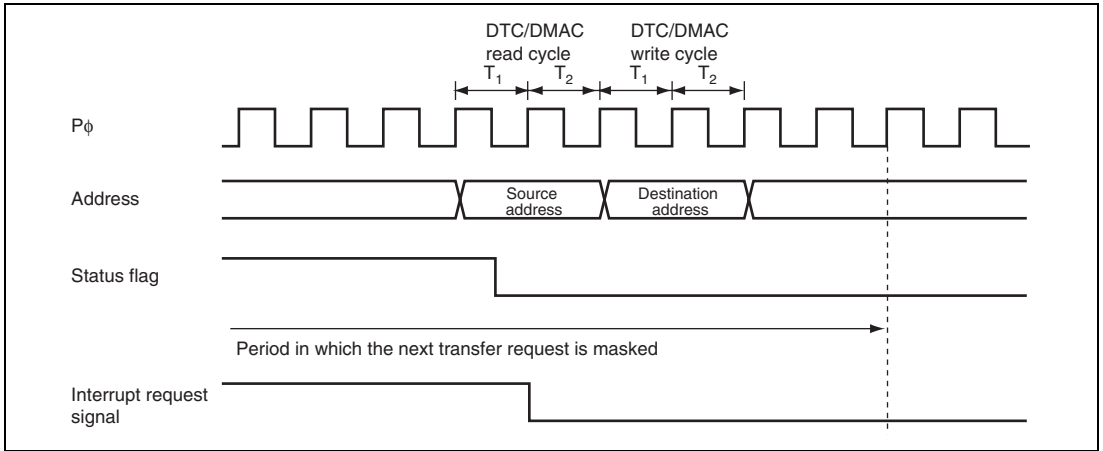 DTC/DMAC
read cycle
DTC/DMAC
write cycle
T1 T2 T1 T2
Pϕ
Address
Source
address
Destination
address
Status flag
Period in which the next transfer request is masked
Interrupt request
signal